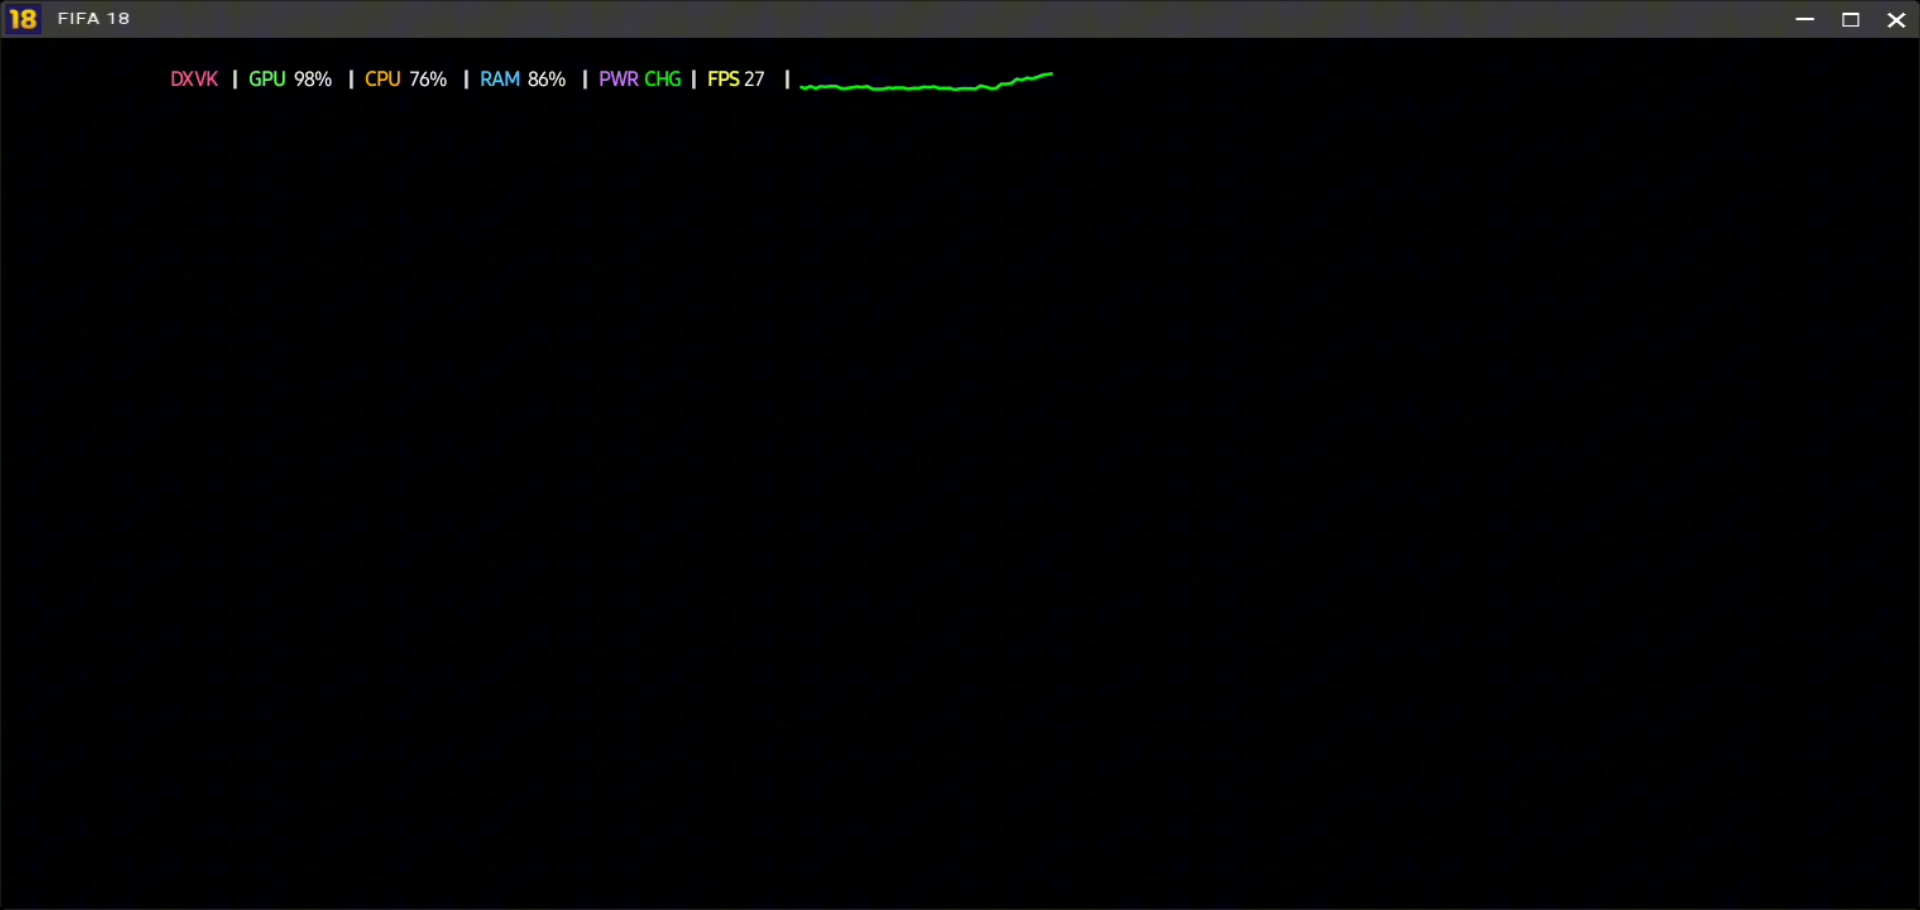 18 FIFA 18
DXVK | GPU 98% | CPU 76% | RAM 86% | PWR CHG | FPS 27 |